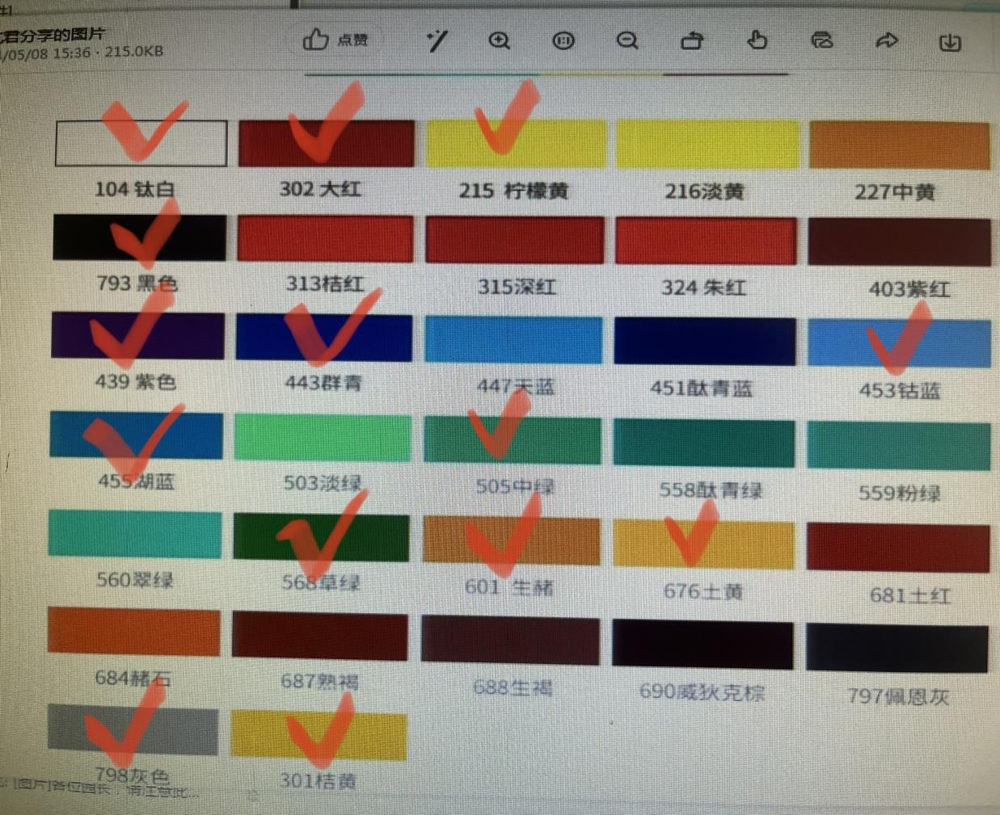 君分享的图片
/05/08 15:36 · 215.0KB
点赞
104 钛白
302 大红
215 柠檬黄
216淡黄
227中黄
793 黑色
313桔红
315深红
324 朱红
403紫红
439 紫色
443群青
447天蓝
451酞青蓝
453钴蓝
455湖蓝
503淡绿
505中绿
558酞青绿
559粉绿
560翠绿
568草绿
601 生赭
676土黄
681土红
684赭石
687熟褐
688生褐
690威狄克棕
797佩恩灰
798灰色
301桔黄
: [图片]各位园长，请注意此...